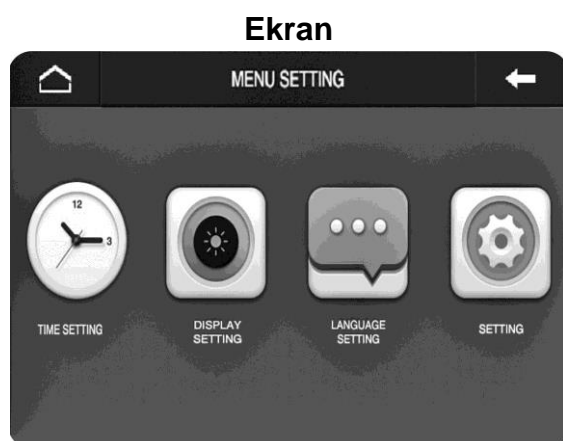 Ekran
MENU SETTING
12
3
TIME SETTING
DISPLAY
SETTING
LANGUAGE
SETTING
SETTING